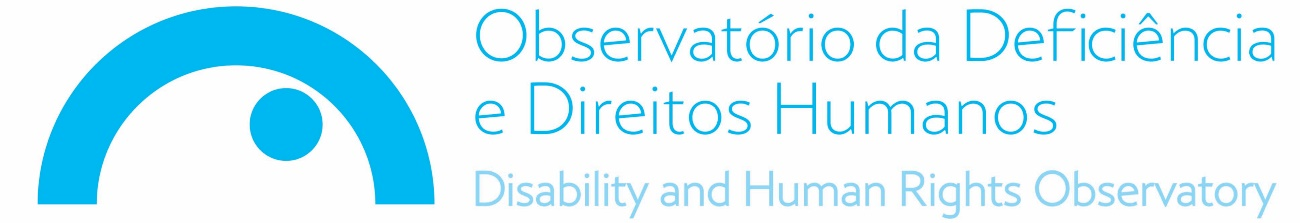 Observatório da Deficiência
e Direitos Humanos
Disability and Human Rights Observatory